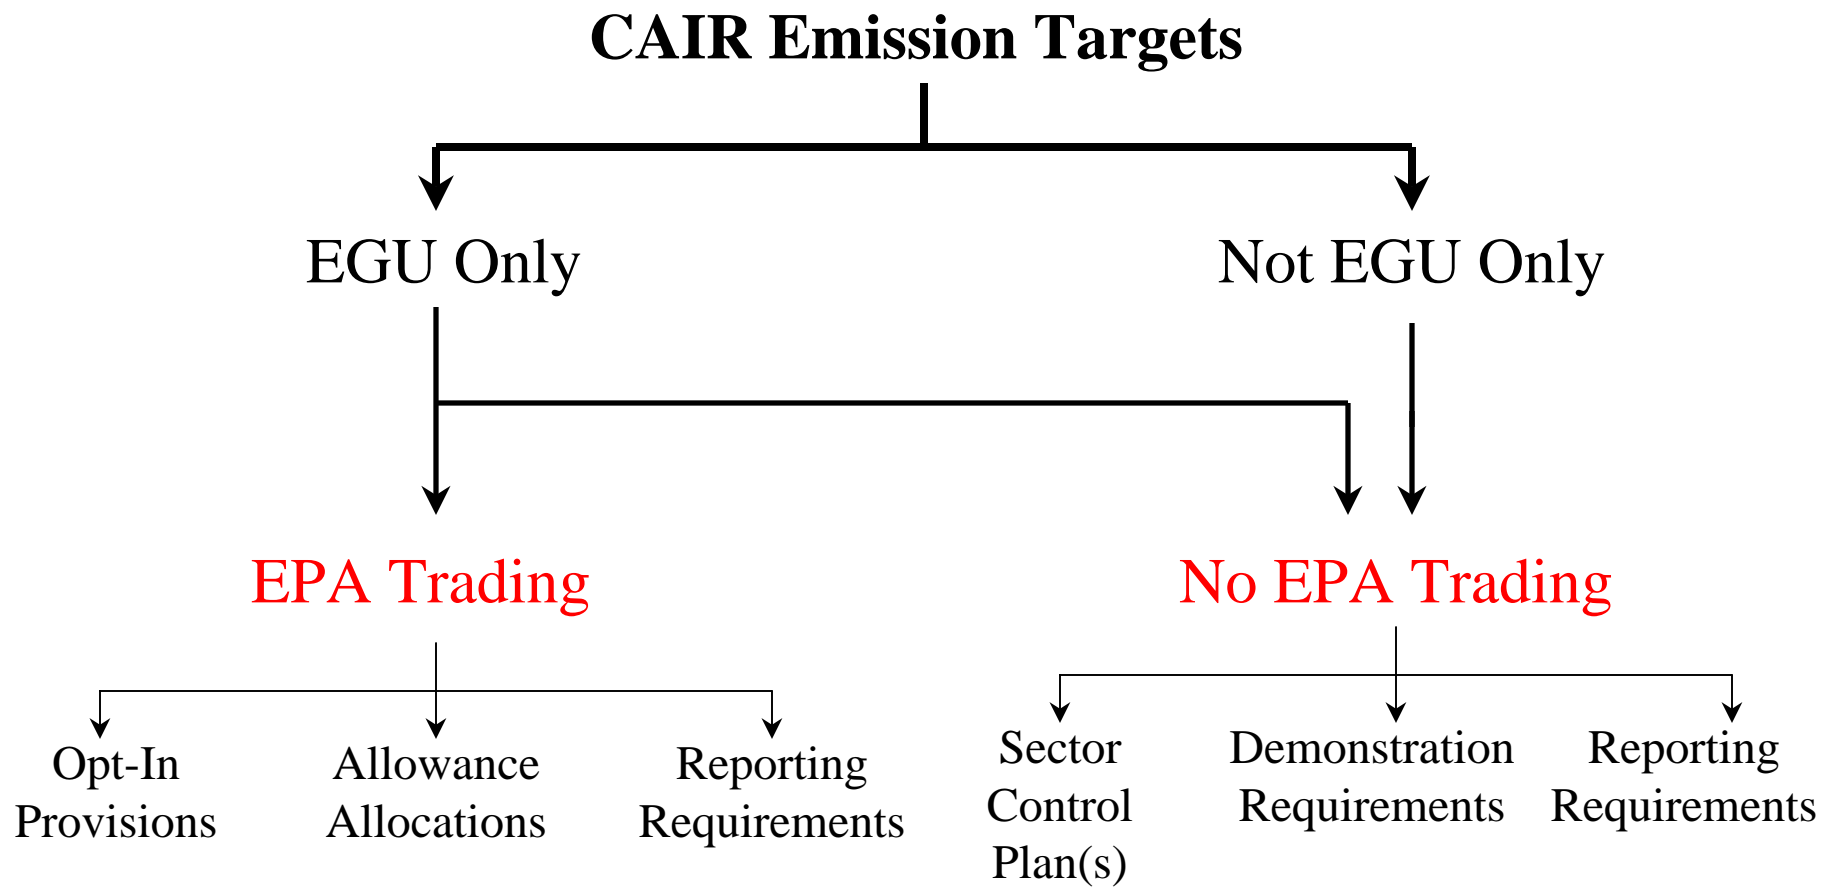 CAIR Emission Targets
EGU Only
Not EGU Only
EPA Trading
No EPA Trading
Opt-In
Provisions
Allowance
Allocations
Reporting
Requirements
Sector
Control
Plan(s)
Demonstration
Requirements
Reporting
Requirements